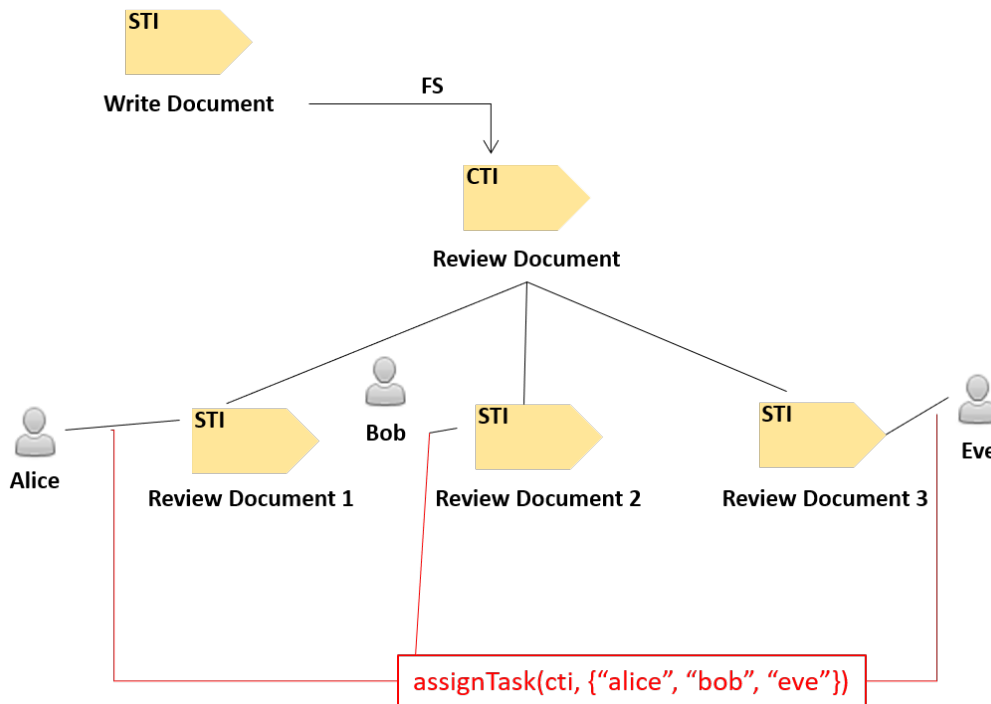 STI
Write Document
FS
CTI
Review Document
Alice
STI
Review Document 1
Bob
STI
Review Document 2
STI
Review Document 3
Eve
assignTask(cti, {“alice”, “bob”, “eve”})